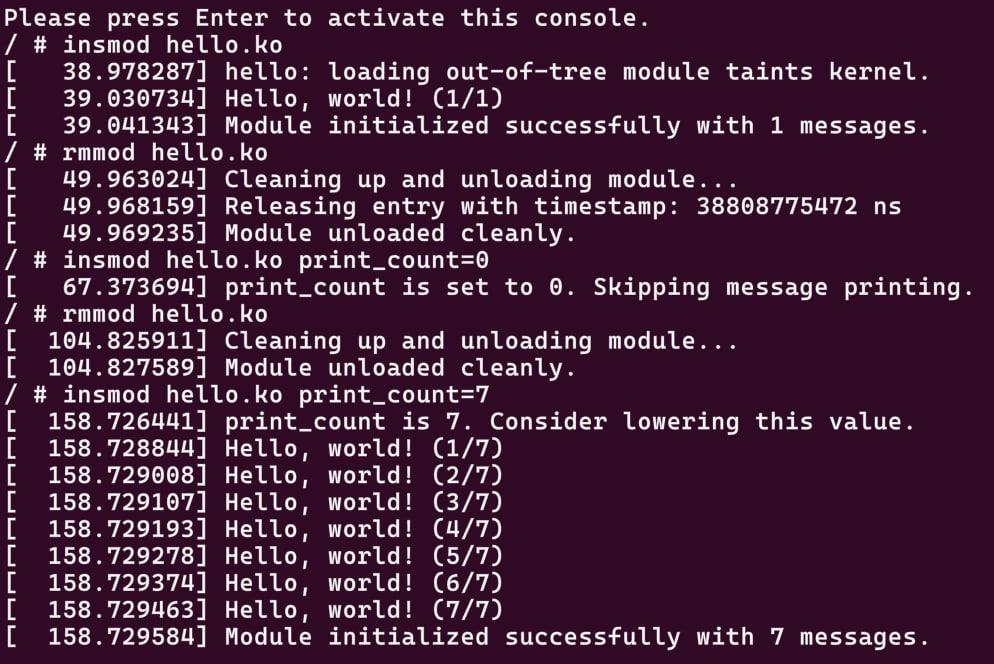 Please press Enter to activate this console.
/ # insmod hello.ko
[   38.978287] hello: loading out-of-tree module taints kernel.
[   39.030734] Hello, world! (1/1)
[   39.041343] Module initialized successfully with 1 messages.
/ # rmmod hello.ko
[   49.963024] Cleaning up and unloading module...
[   49.968159] Releasing entry with timestamp: 38808775472 ns
[   49.969235] Module unloaded cleanly.
/ # insmod hello.ko print_count=0
[   67.373694] print_count is set to 0. Skipping message printing.
/ # rmmod hello.ko
[  104.825911] Cleaning up and unloading module...
[  104.827589] Module unloaded cleanly.
/ # insmod hello.ko print_count=7
[  158.726441] print_count is 7. Consider lowering this value.
[  158.728844] Hello, world! (1/7)
[  158.729008] Hello, world! (2/7)
[  158.729107] Hello, world! (3/7)
[  158.729193] Hello, world! (4/7)
[  158.729278] Hello, world! (5/7)
[  158.729374] Hello, world! (6/7)
[  158.729463] Hello, world! (7/7)
[  158.729584] Module initialized successfully with 7 messages.